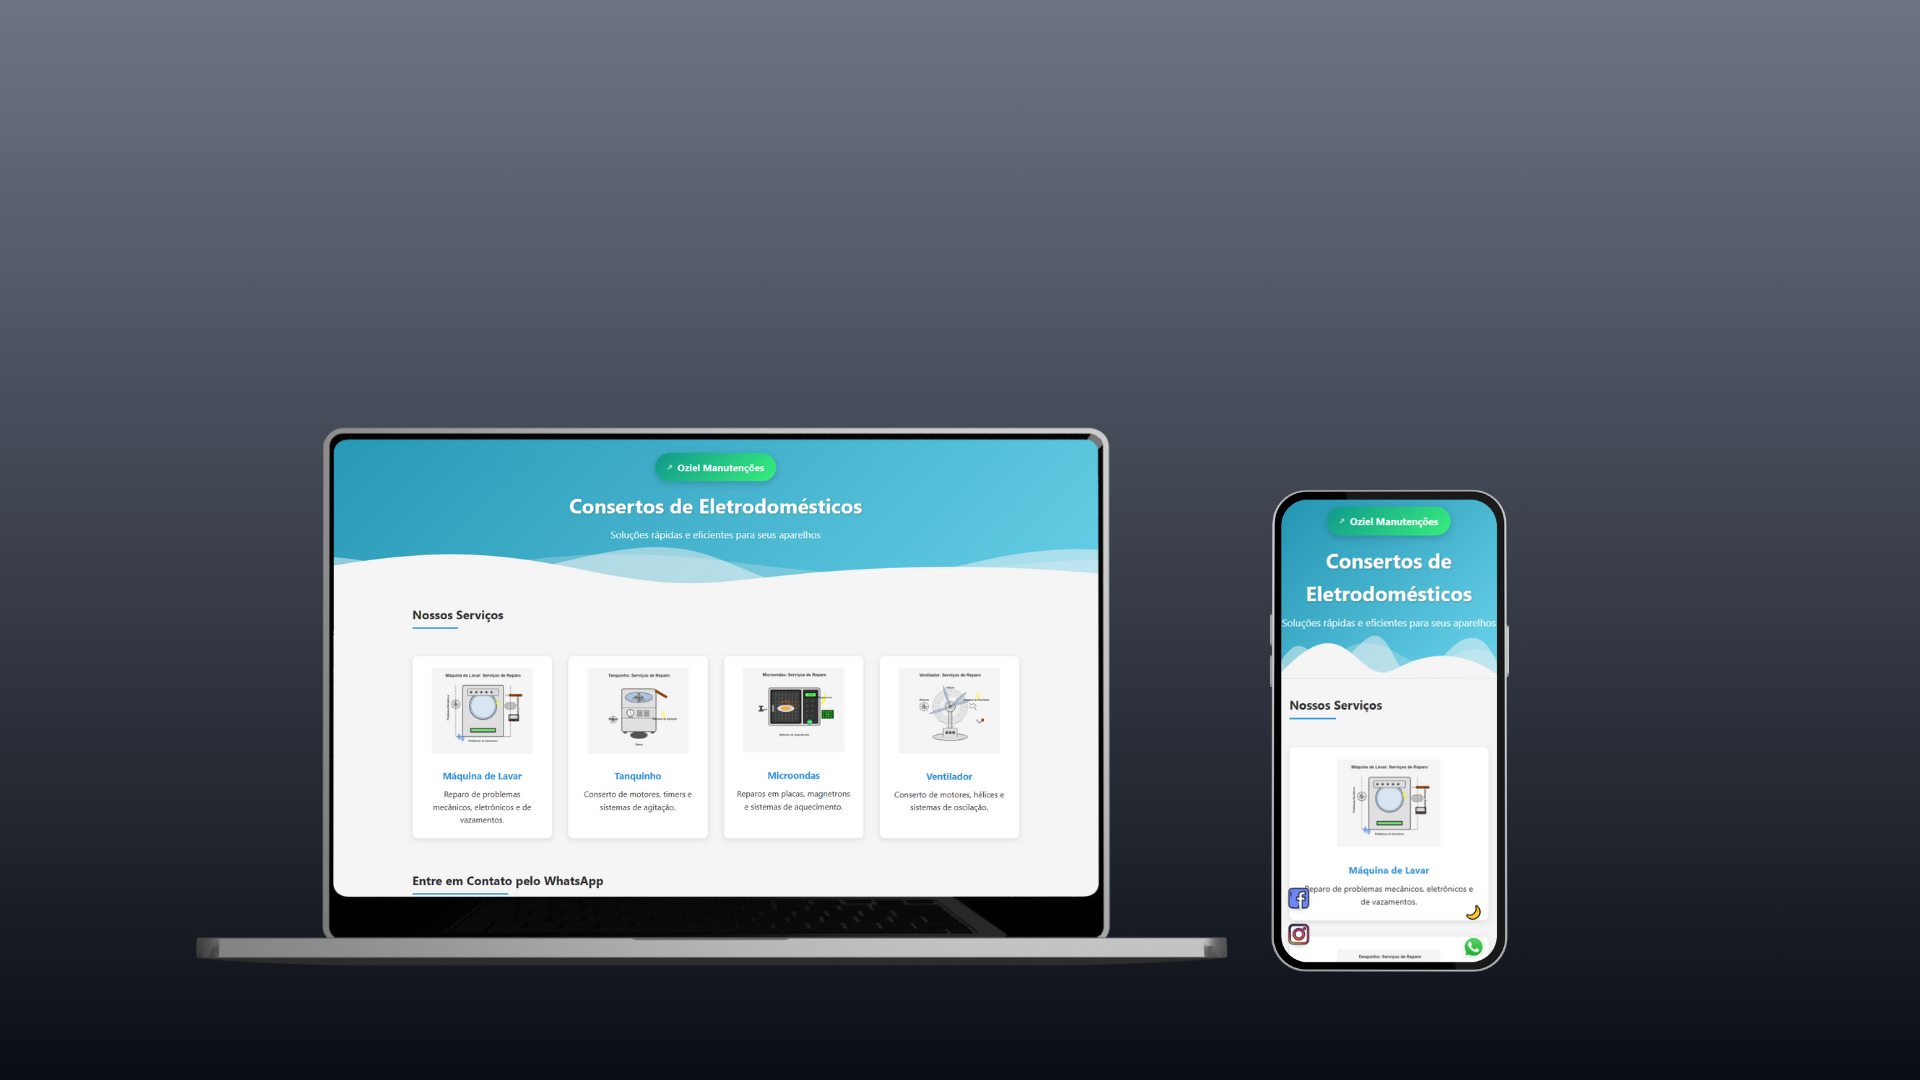 Oziel Manutenções
Consertos de Eletrodomésticos
Soluções rápidas e eficientes para seus aparelhos
Nossos Serviços
Máquina de Lavar: Serviços de Reparo
Máquina de Lavar
Reparo de problemas
mecânicos, eletrônicos e de
vazamentos.
Tanquinho: Serviços de Reparo
Tanquinho
Conserto de motores, timers e
sistemas de agitação.
Microondas: Serviços de Reparo
Microondas
Reparos em placas, magnetrons
e sistemas de aquecimento.
Ventilador: Serviços de Reparo
Ventilador
Conserto de motores, hélices e
sistemas de oscilação.
Entre em Contato pelo WhatsApp
Oziel Manutenções
Consertos de
Eletrodomésticos
Soluções rápidas e eficientes para seus aparelhos
Nossos Serviços
Máquina de Lavar: Serviços de Reparo
Máquina de Lavar
Reparo de problemas mecânicos, eletrônicos e
de vazamentos.
Tanquinho: Serviços de Reparo